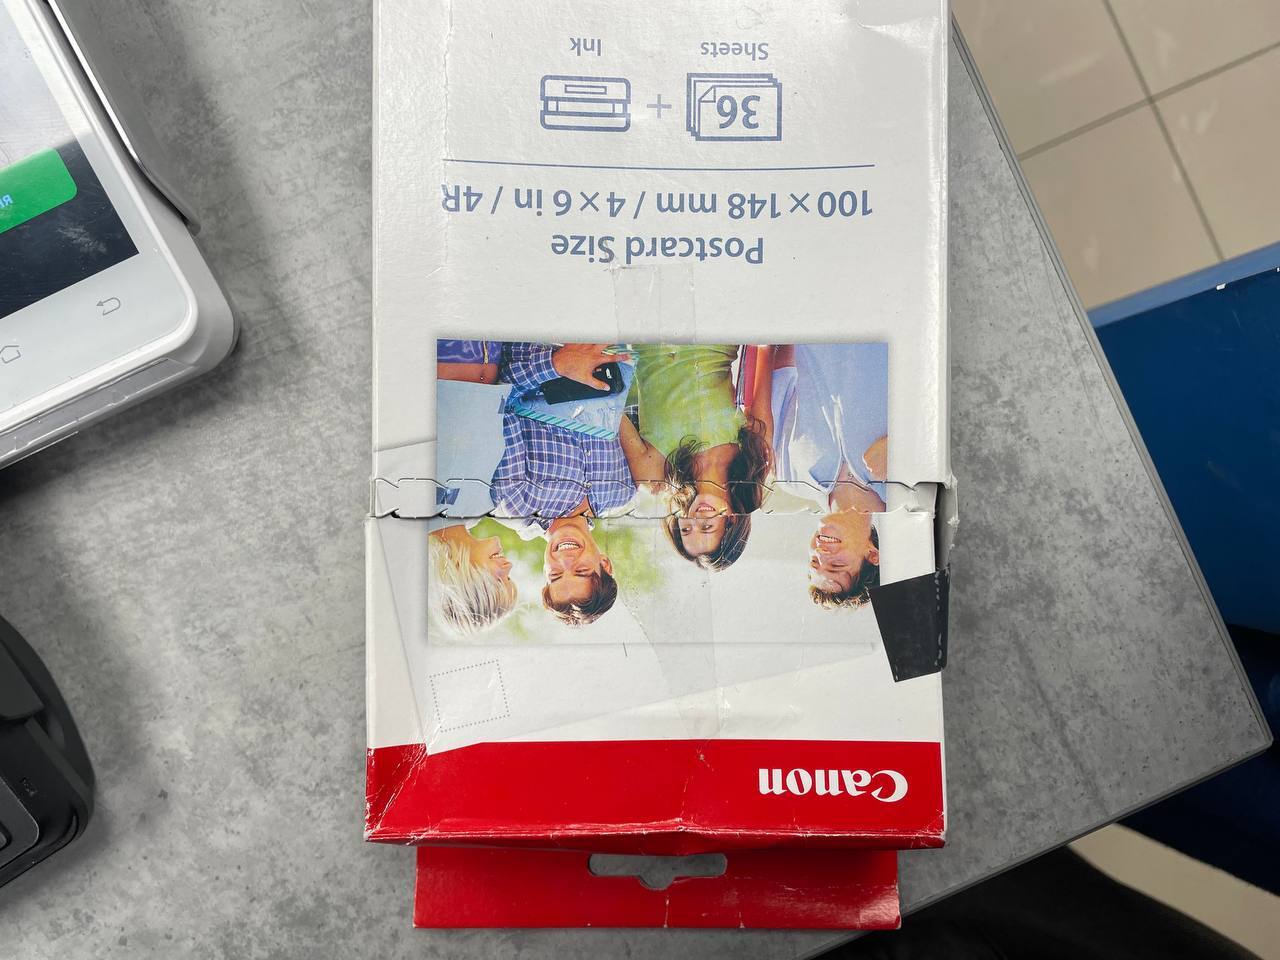 Canon
Postcard Size
100 × 148 mm / 4 × 6 in / 4R
36
+
Sheets
Ink